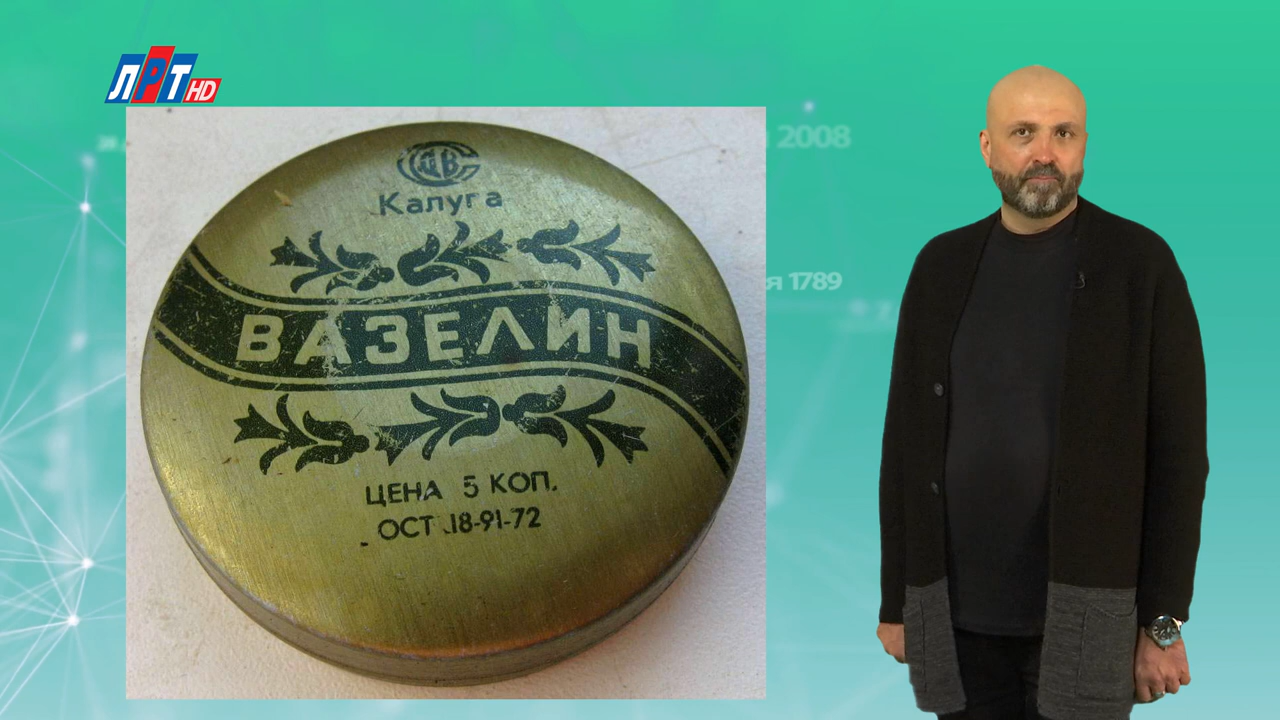 ЛРТ HD
Калуга
ВАЗЕЛИН
ЦЕНА 5 КОП.
ОСТ 18-91-72
2008
я 1789